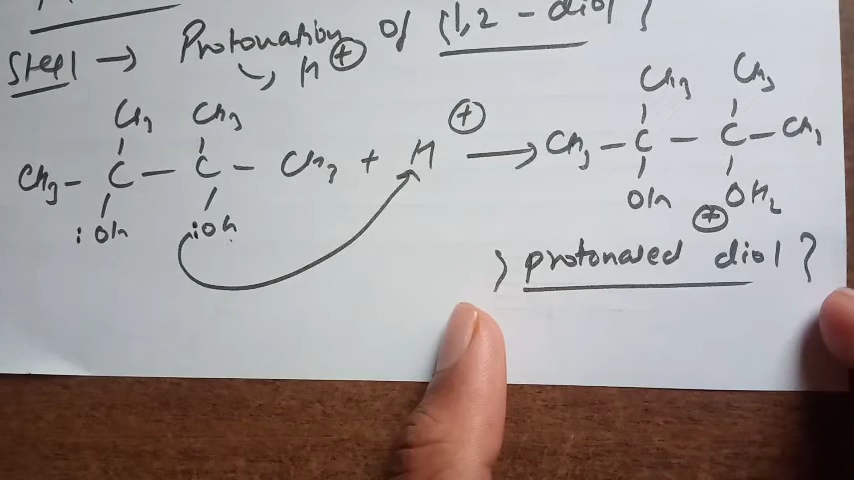 Step1 → Protonation of {1,2 - diol}
↳ H ⊕
CH3 CH3 ⊕ CH3 CH3
CH3 - C - C - CH3 + H → CH3 - C - C - CH3
:OH :OH: OH ⊕ OH2
} protonated diol }